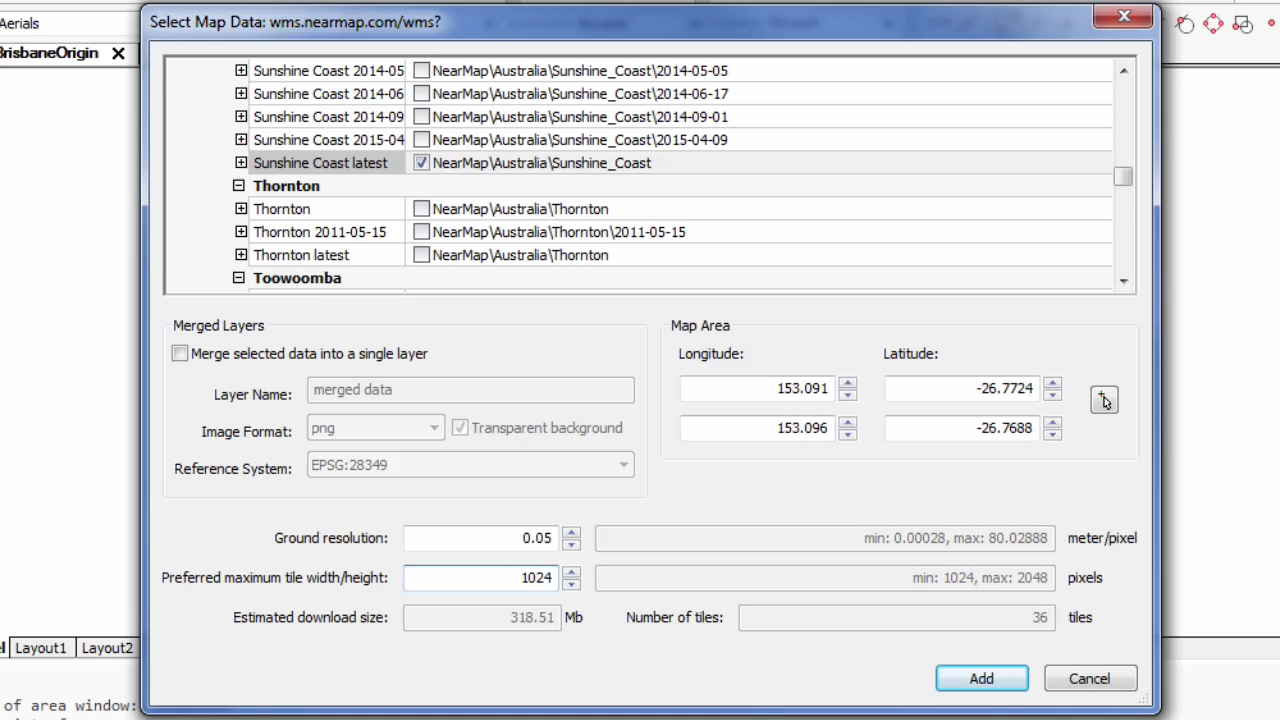 Aerials
Select Map Data: wms.nearmap.com/wms?
BrisbaneOrigin
Sunshine Coast 2014-05 NearMap\Australia\Sunshine_Coast\2014-05-05
Sunshine Coast 2014-06 NearMap\Australia\Sunshine_Coast\2014-06-17
Sunshine Coast 2014-09 NearMap\Australia\Sunshine_Coast\2014-09-01
Sunshine Coast 2015-04 NearMap\Australia\Sunshine_Coast\2015-04-09
Sunshine Coast latest NearMap\Australia\Sunshine_Coast
Thornton
Thornton NearMap\Australia\Thornton
Thornton 2011-05-15 NearMap\Australia\Thornton\2011-05-15
Thornton latest NearMap\Australia\Thornton
Toowoomba
Merged Layers
Merge selected data into a single layer
Layer Name: merged data
Image Format: png Transparent background
Reference System: EPSG:28349
Map Area
Longitude: Latitude:
153.091 -26.7724
153.096 -26.7688
Ground resolution: 0.05 min: 0.00028, max: 80.02888 meter/pixel
Preferred maximum tile width/height: 1024 min: 1024, max: 2048 pixels
Estimated download size: 318.51 Mb Number of tiles: 36 tiles
Layout1 Layout2
Add Cancel
of area window: